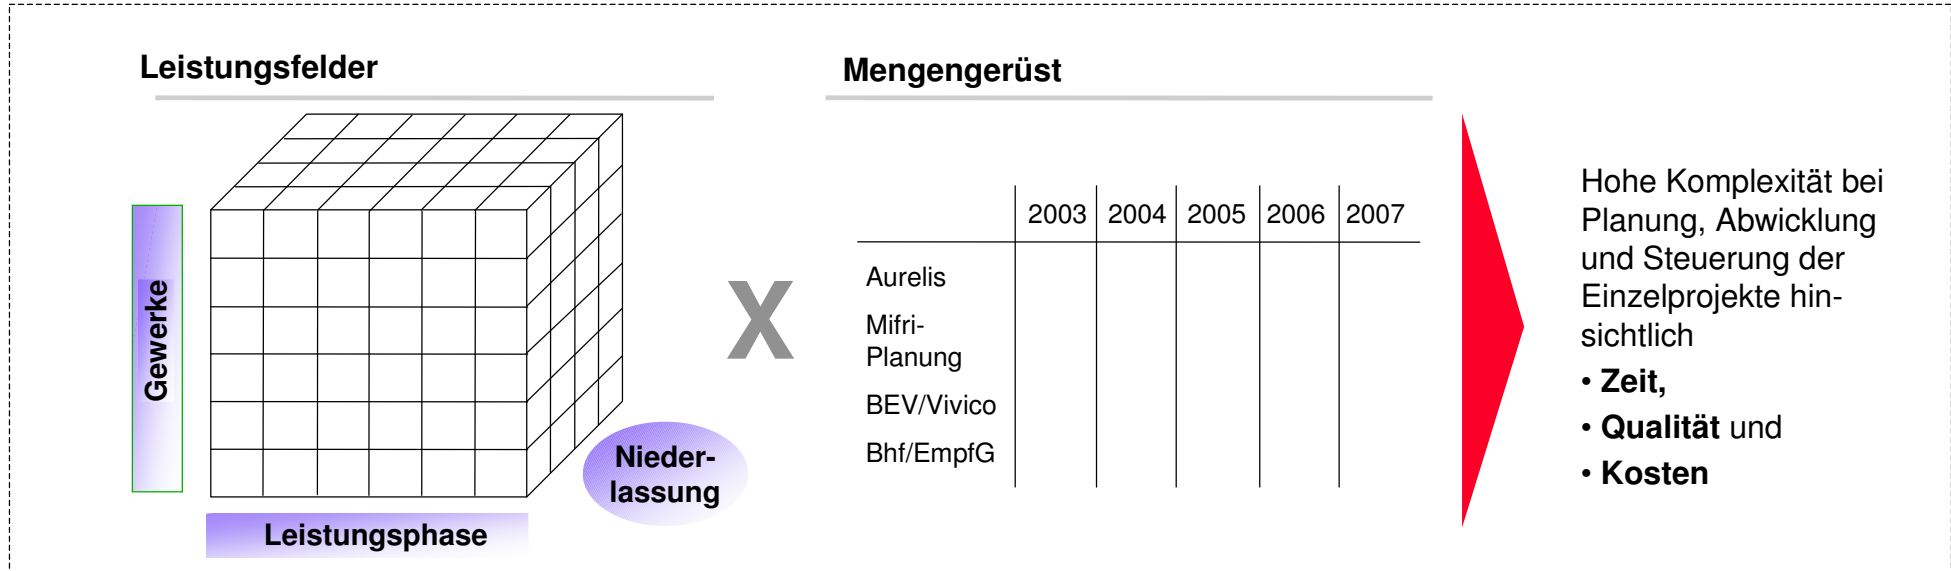 Leistungsfelder
Gewerke
Leistungsphase
Nieder-
lassung
X
Mengengerüst
2003 2004 2005 2006 2007
Aurelis
Mifri-
Planung
BEV/Vivico
Bhf/EmpfG
Hohe Komplexität bei
Planung, Abwicklung
und Steuerung der
Einzelprojekte hin-
sichtlich
• Zeit,
• Qualität und
• Kosten